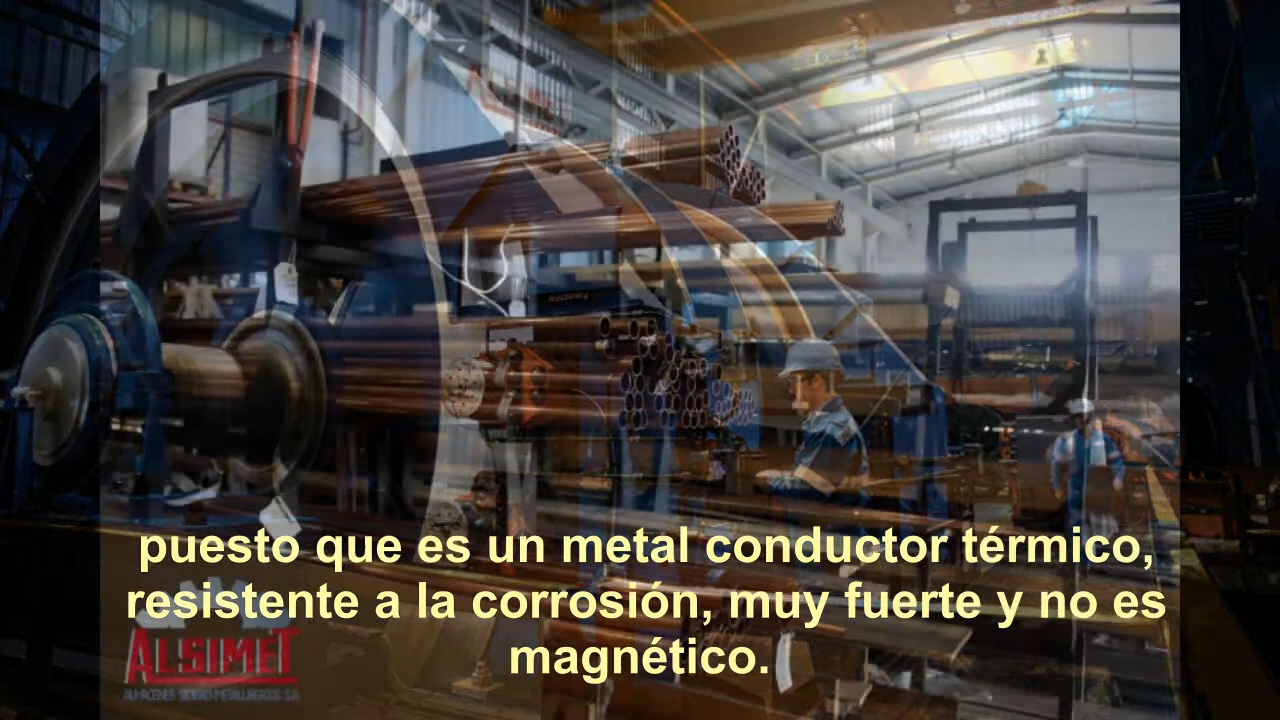 puesto que es un metal conductor térmico,
resistente a la corrosión, muy fuerte y no es
magnético.
ALSIMET